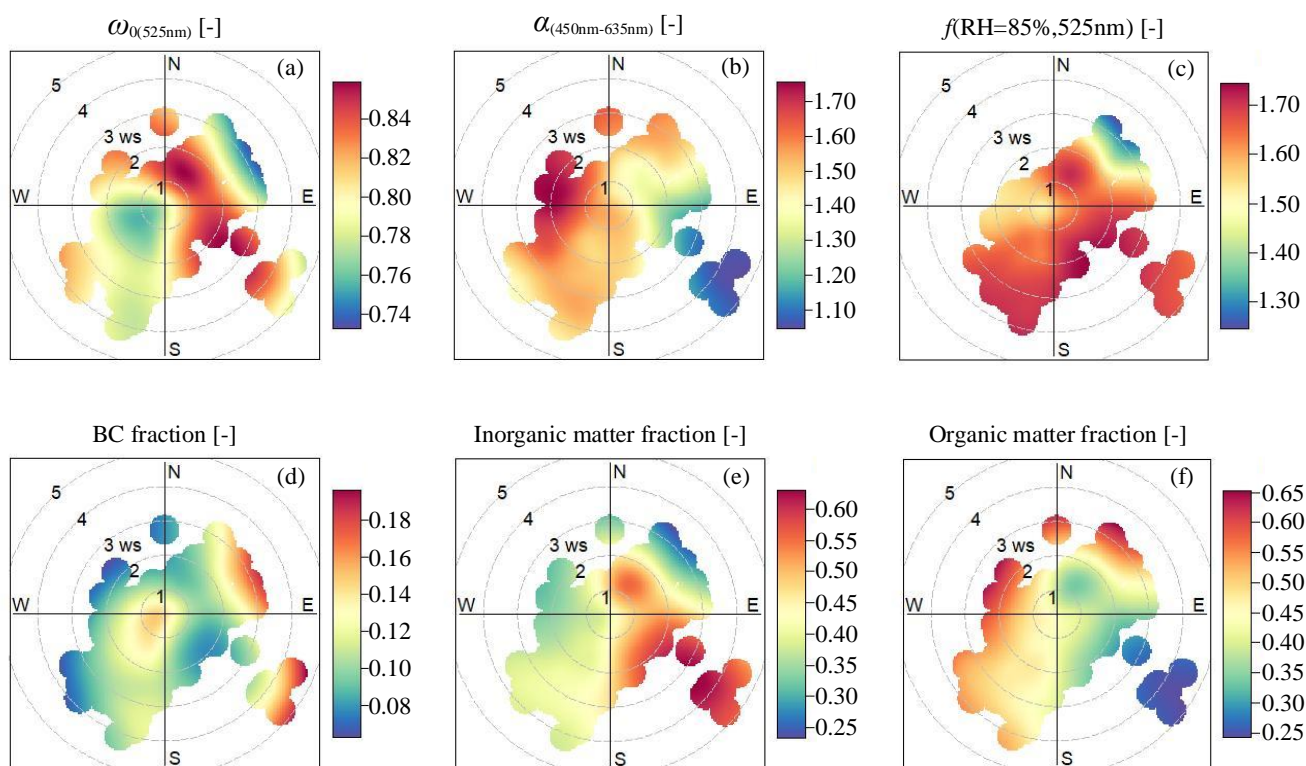 ω0(525nm) [-]
(a)
N
5
4
3 ws
2
1
W
E
S
0.84
0.82
0.80
0.78
0.76
0.74
α(450nm-635nm) [-]
(b)
N
5
4
3 ws
2
1
W
E
S
1.70
1.60
1.50
1.40
1.30
1.20
1.10
f(RH=85%,525nm) [-]
(c)
N
5
4
3 ws
2
1
W
E
S
1.70
1.60
1.50
1.40
1.30
BC fraction [-]
(d)
N
5
4
3 ws
2
1
W
E
S
0.18
0.16
0.14
0.12
0.10
0.08
Inorganic matter fraction [-]
(e)
N
5
4
3 ws
2
1
W
E
S
0.60
0.55
0.50
0.45
0.40
0.35
0.30
0.25
Organic matter fraction [-]
(f)
N
5
4
3 ws
2
1
W
E
S
0.65
0.60
0.55
0.50
0.45
0.40
0.35
0.30
0.25